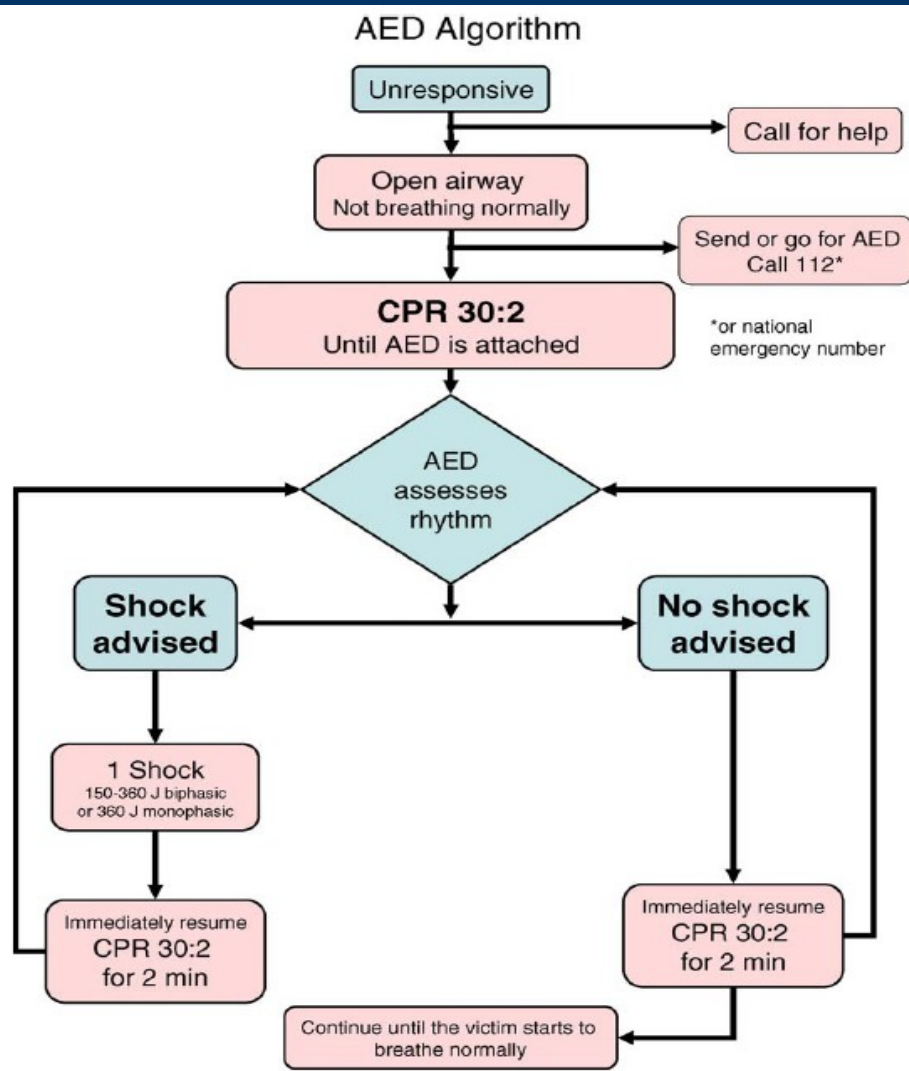 AED Algorithm
Unresponsive
Call for help
Open airway
Not breathing normally
Send or go for AED
Call 112*
CPR 30:2
Until AED is attached
*or national
emergency number
AED
assesses
rhythm
Shock
advised
No shock
advised
1 Shock
150-360 J biphasic
or 360 J monophasic
Immediately resume
CPR 30:2
for 2 min
Immediately resume
CPR 30:2
for 2 min
Continue until the victim starts to
breathe normally